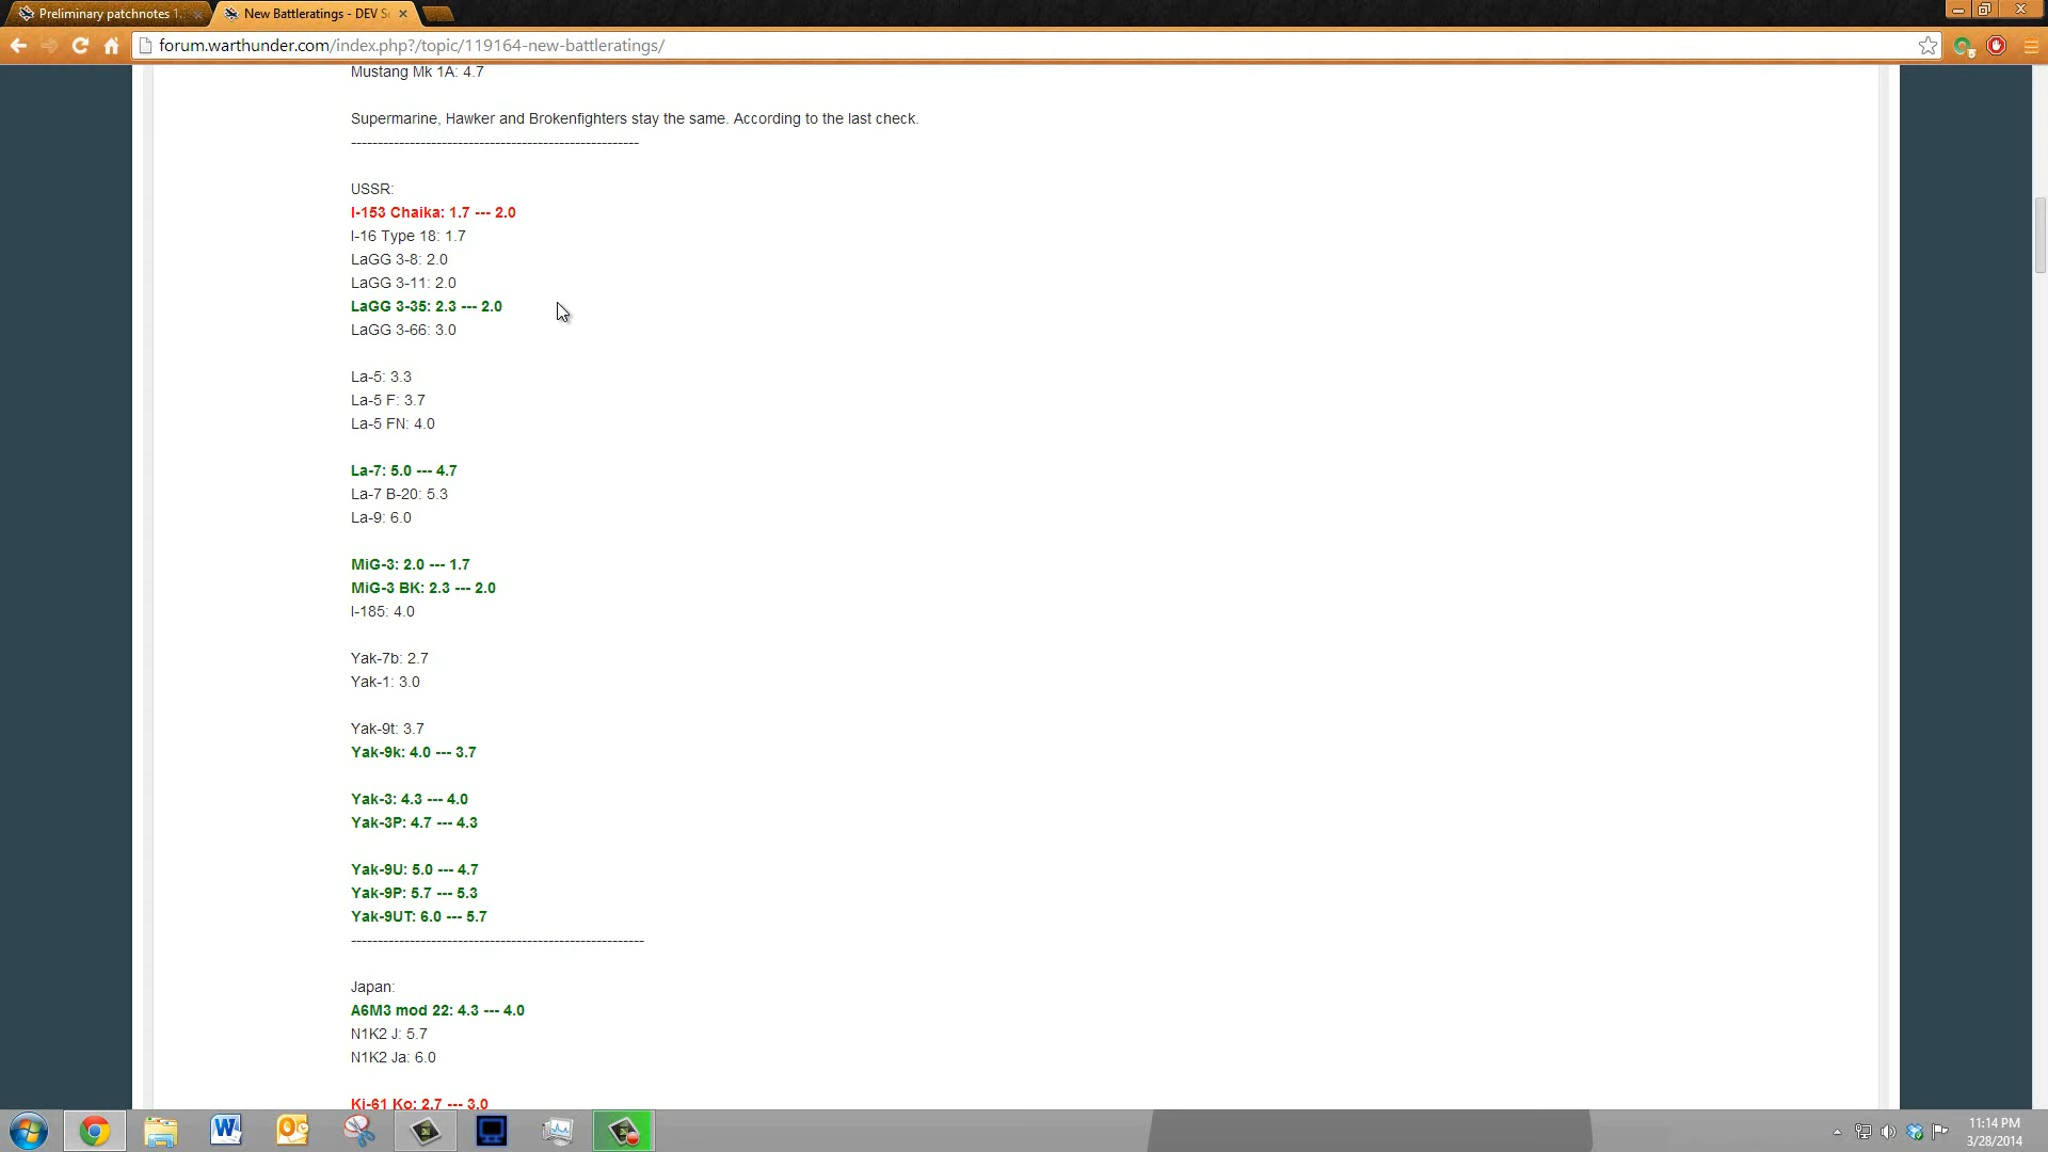 Preliminary patchnotes 1.
New Battleratings - DEV S
forum.warthunder.com/index.php?/topic/119164-new-battleratings/
Mustang Mk 1A: 4.7
Supermarine, Hawker and Brokenfighters stay the same. According to the last check.
---------------------------------------------------------
USSR:
I-153 Chaika: 1.7 --- 2.0
I-16 Type 18: 1.7
LaGG 3-8: 2.0
LaGG 3-11: 2.0
LaGG 3-35: 2.3 --- 2.0
LaGG 3-66: 3.0
La-5: 3.3
La-5 F: 3.7
La-5 FN: 4.0
La-7: 5.0 --- 4.7
La-7 B-20: 5.3
La-9: 6.0
MiG-3: 2.0 --- 1.7
MiG-3 BK: 2.3 --- 2.0
I-185: 4.0
Yak-7b: 2.7
Yak-1: 3.0
Yak-9t: 3.7
Yak-9k: 4.0 --- 3.7
Yak-3: 4.3 --- 4.0
Yak-3P: 4.7 --- 4.3
Yak-9U: 5.0 --- 4.7
Yak-9P: 5.7 --- 5.3
Yak-9UT: 6.0 --- 5.7
----------------------------------------------------------
Japan:
A6M3 mod 22: 4.3 --- 4.0
N1K2 J: 5.7
N1K2 Ja: 6.0
Ki-61 Ko: 2.7 --- 3.0
11:14 PM
3/28/2014